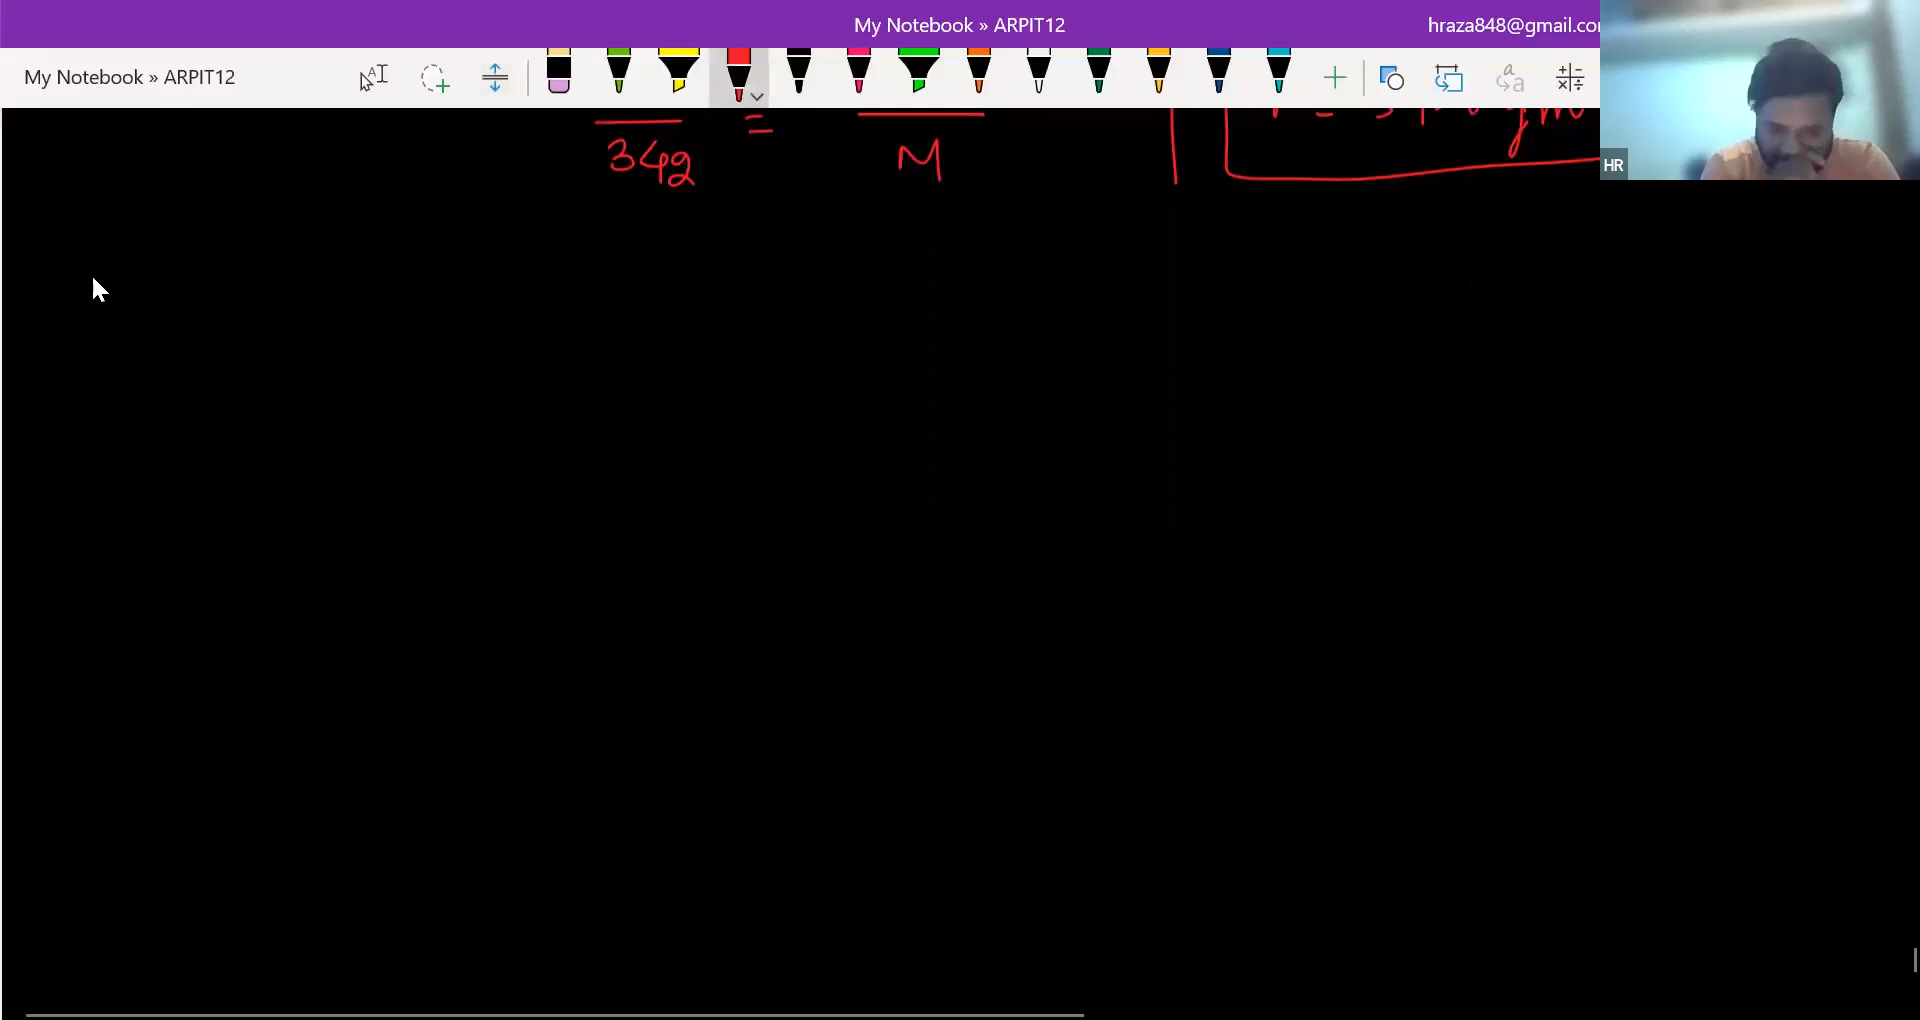 My Notebook » ARPIT12
hraza848@gmail.co
My Notebook » ARPIT12
=
342
M
HR